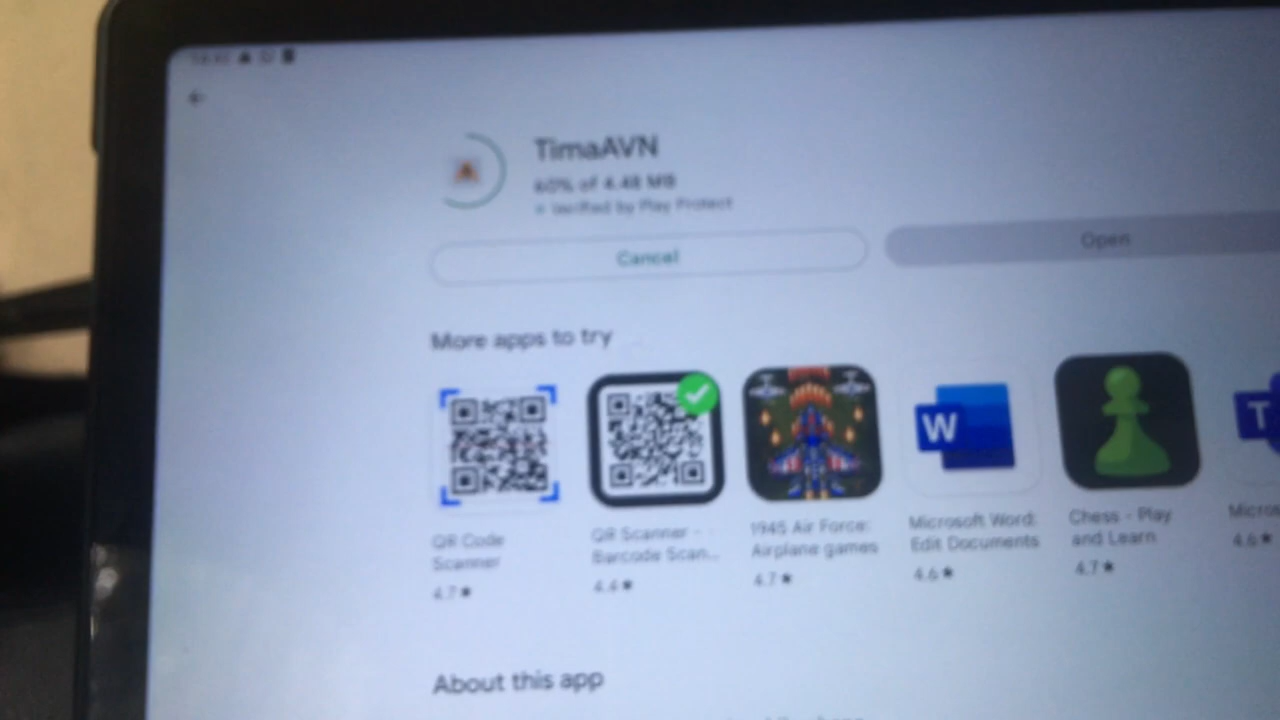 TimaAVN
60% of 4.48 MB
Verified by Play Protect
Cancel
Open
More apps to try
W
T
QR Code
Scanner
4.7★
QR Scanner -
Barcode Scan...
4.4★
1945 Air Force:
Airplane games
4.7★
Microsoft Word:
Edit Documents
4.6★
Chess - Play
and Learn
4.7★
Micros
4.6★
About this app